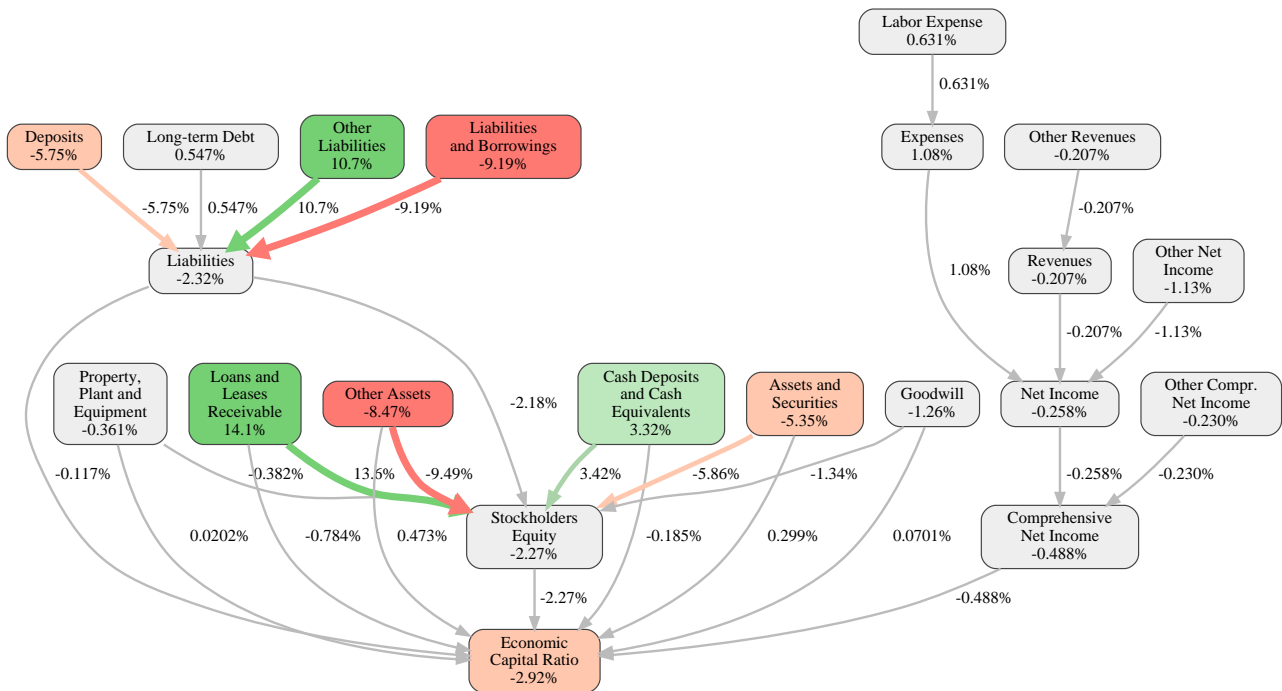 Labor Expense
0.631%
0.631%
Deposits
-5.75%
Long-term Debt
0.547%
Other
Liabilities
10.7%
Liabilities
and Borrowings
-9.19%
Expenses
1.08%
Other Revenues
-0.207%
-5.75%
0.547%
10.7%
-9.19%
-0.207%
Liabilities
-2.32%
1.08%
Revenues
-0.207%
Other Net
Income
-1.13%
-0.207%
-1.13%
Property,
Plant and
Equipment
-0.361%
Loans and
Leases
Receivable
14.1%
Other Assets
-8.47%
-2.18%
Cash Deposits
and Cash
Equivalents
3.32%
Assets and
Securities
-5.35%
Goodwill
-1.26%
Net Income
-0.258%
Other Compr.
Net Income
-0.230%
-0.117%
-0.382%
13.6%
-9.49%
3.42%
-5.86%
-1.34%
-0.258%
-0.230%
0.0202%
-0.784%
0.473%
Stockholders
Equity
-2.27%
-0.185%
0.299%
0.0701%
Comprehensive
Net Income
-0.488%
-2.27%
-0.488%
Economic
Capital Ratio
-2.92%